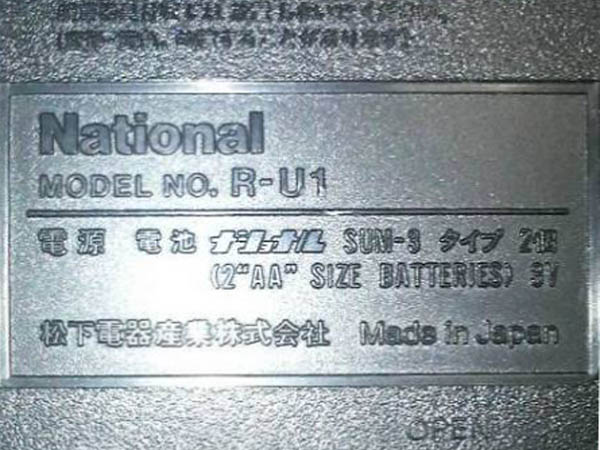 National
MODEL NO. R-U1
電源 電池 ナショナル SUM-3 タイプ 2個
(2"AA" SIZE BATTERIES) 3V
松下電器産業株式会社 Made in Japan
OPEN